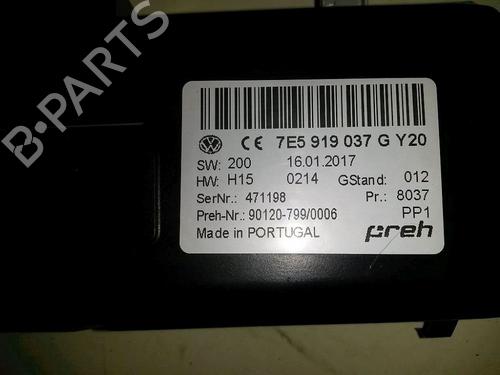 B-PARTS
CE 7E5 919 037 G Y20
SW: 200 16.01.2017
HW: H15 0214 GStand: 012
SerNr.: 471198 Pr.: 8037
Preh-Nr.: 90120-799/0006 PP1
Made in PORTUGAL preh